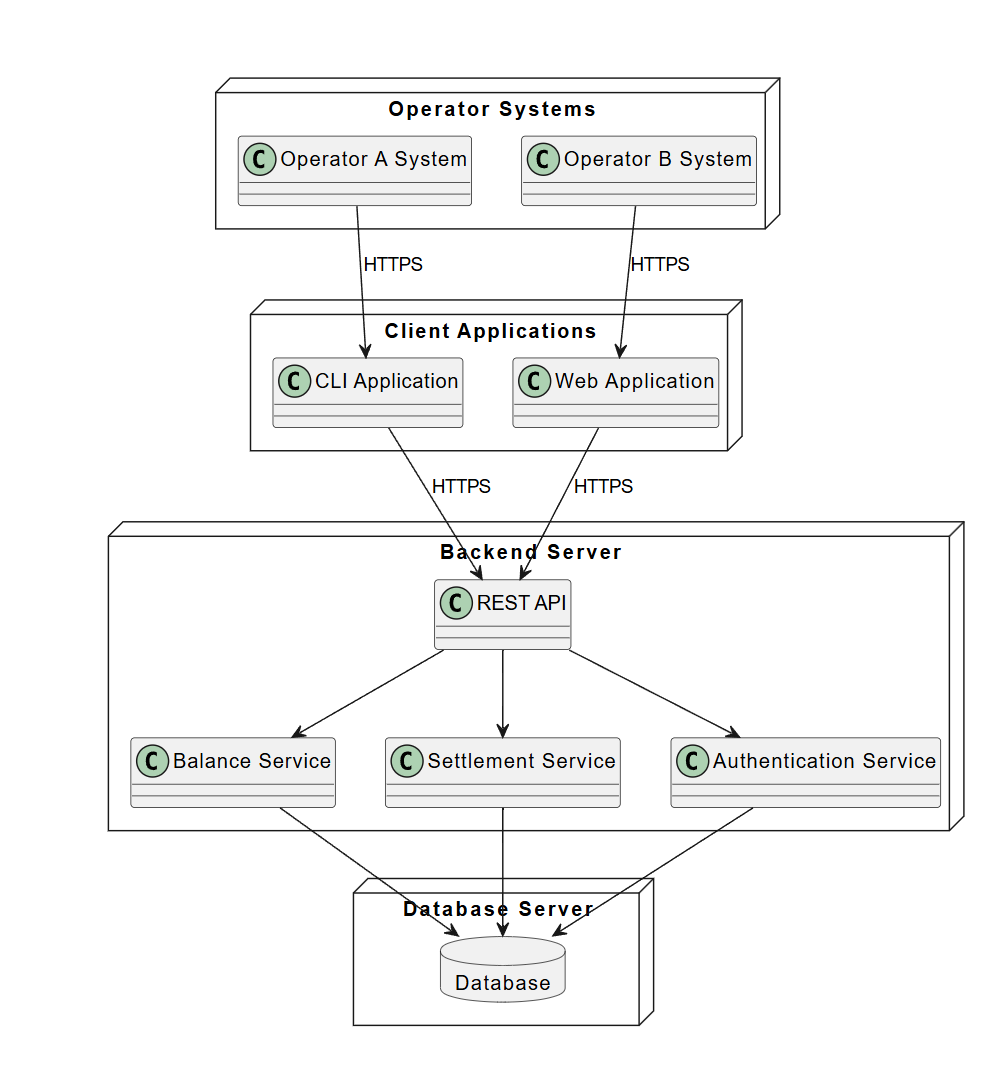 Operator Systems
C Operator A System
C Operator B System
HTTPS
HTTPS
Client Applications
C CLI Application
C Web Application
HTTPS
HTTPS
Backend Server
C REST API
C Balance Service
C Settlement Service
C Authentication Service
Database Server
Database